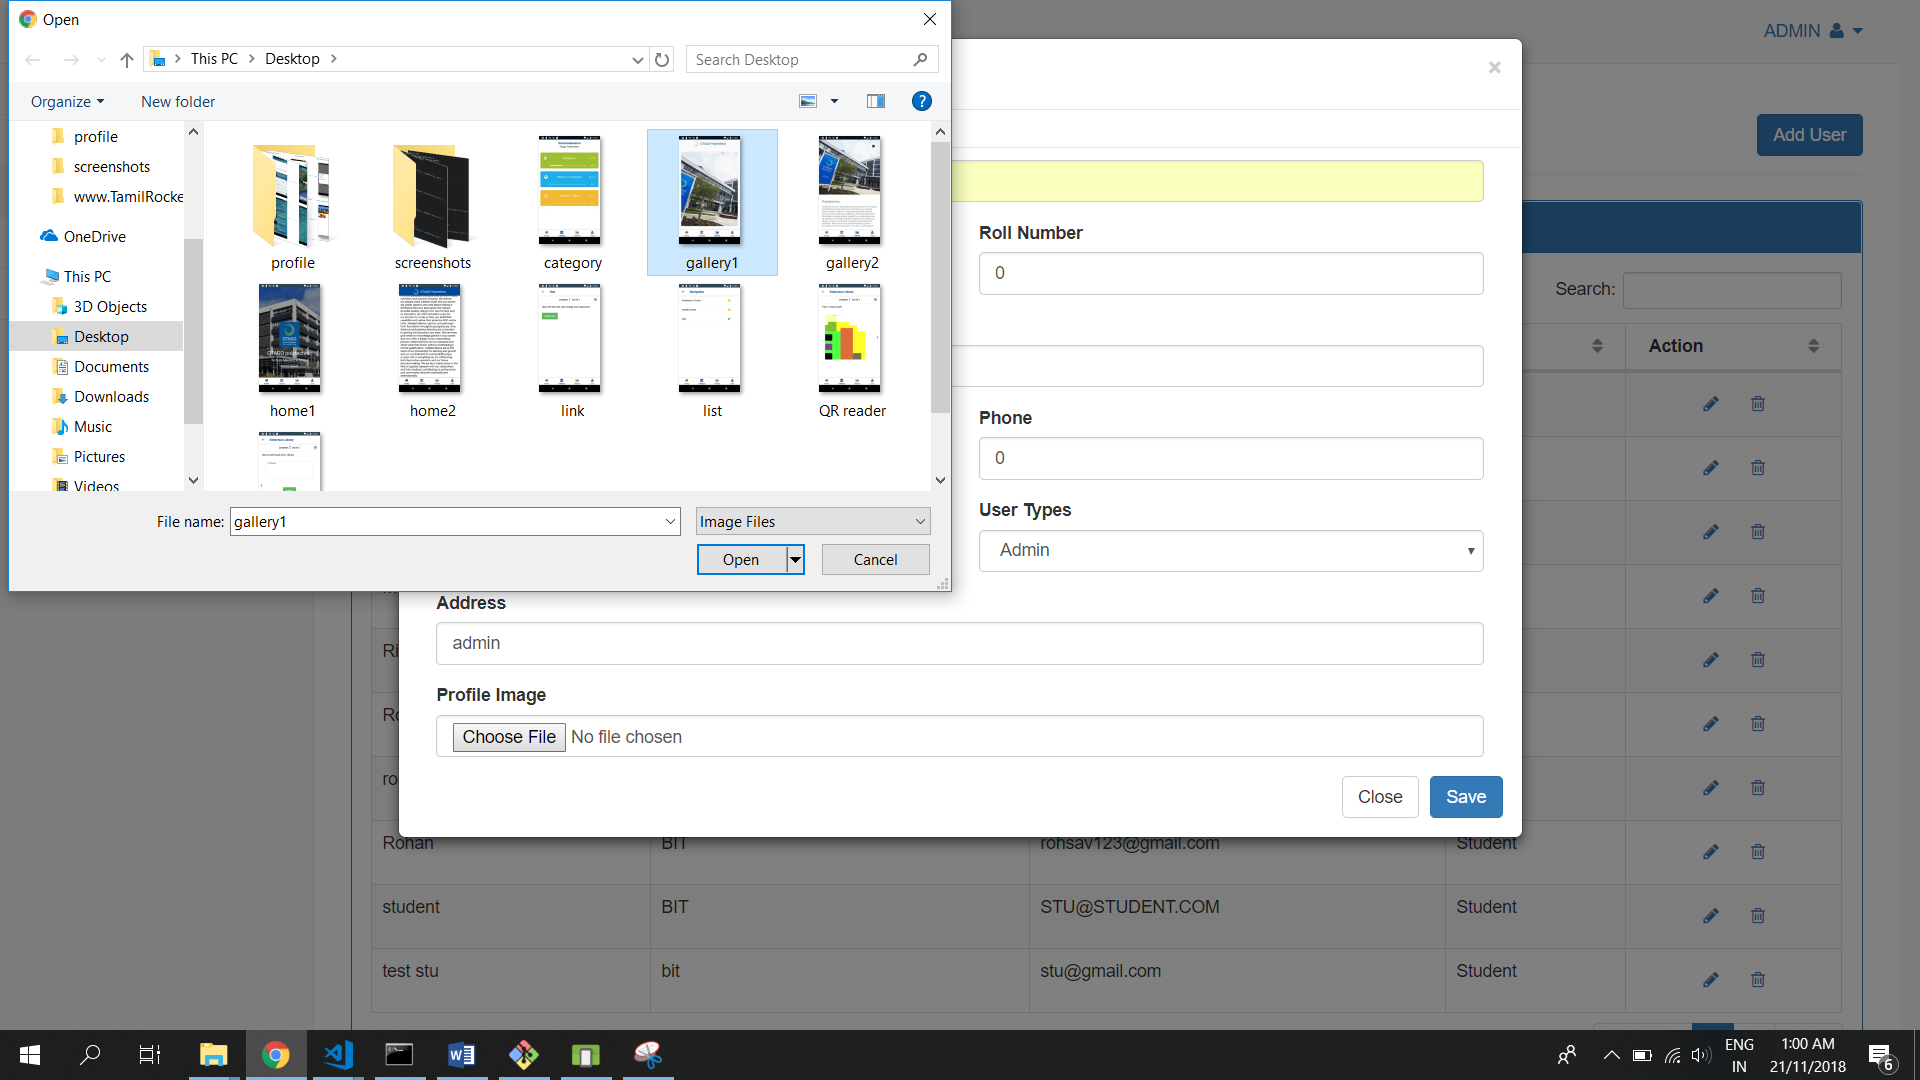 Open
This PC
Desktop
Search Desktop
Organize
New folder
profile
screenshots
www.TamilRocke
OneDrive
This PC
3D Objects
Desktop
Documents
Downloads
Music
Pictures
Videos
profile
screenshots
category
gallery1
gallery2
home1
home2
link
list
QR reader
File name:
gallery1
Image Files
Open
Cancel
ADMIN
Add User
Roll Number
0
Search:
Action
Phone
0
User Types
Admin
Address
admin
Profile Image
Choose File No file chosen
Close
Save
Ri
ro
Rohan BIT rohsav123@gmail.com Student
student BIT STU@STUDENT.COM Student
test stu bit stu@gmail.com Student
ENG
IN
1:00 AM
21/11/2018
6